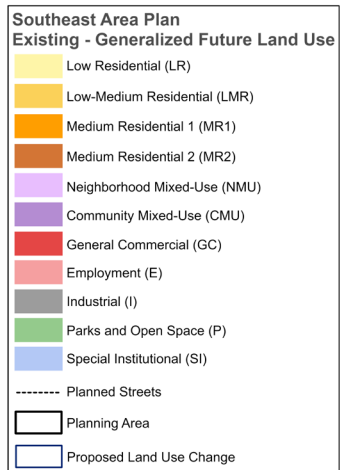 Southeast Area Plan
Existing - Generalized Future Land Use
Low Residential (LR)
Low-Medium Residential (LMR)
Medium Residential 1 (MR1)
Medium Residential 2 (MR2)
Neighborhood Mixed-Use (NMU)
Community Mixed-Use (CMU)
General Commercial (GC)
Employment (E)
Industrial (I)
Parks and Open Space (P)
Special Institutional (SI)
Planned Streets
Planning Area
Proposed Land Use Change